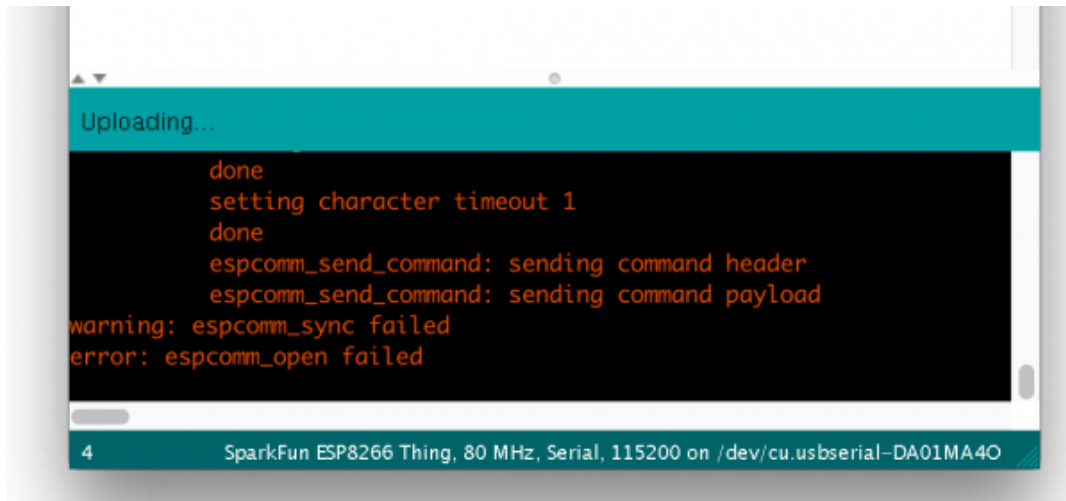 Uploading...
done
setting character timeout 1
done
espcomm_send_command: sending command header
espcomm_send_command: sending command payload
warning: espcomm_sync failed
error: espcomm_open failed
4 SparkFun ESP8266 Thing, 80 MHz, Serial, 115200 on /dev/cu.usbserial-DA01MA4O